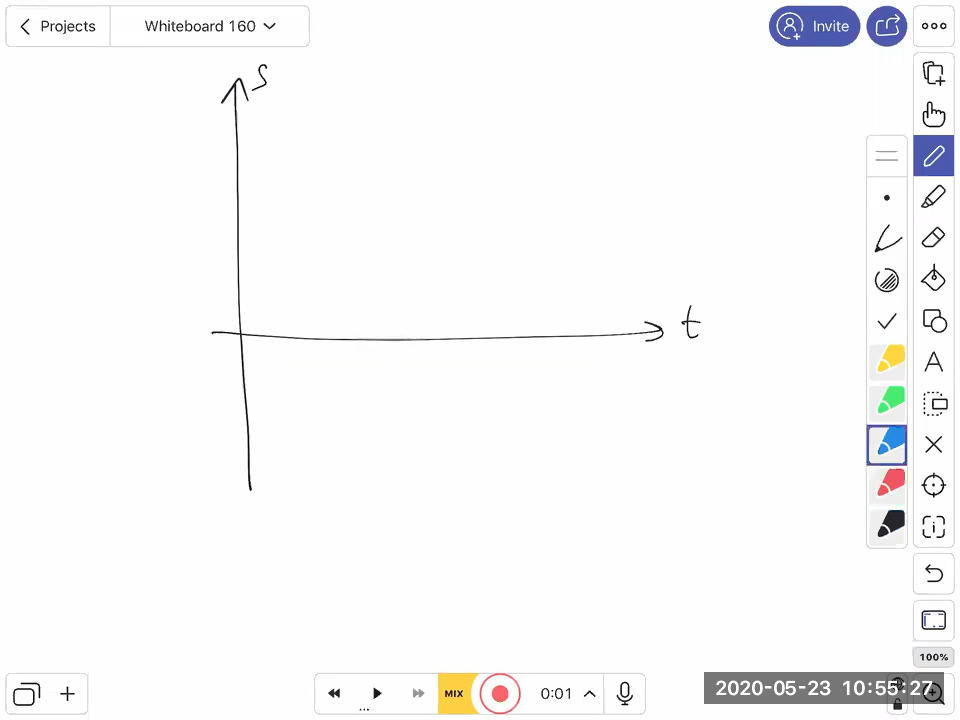 Projects
Whiteboard 160
Invite
s
t
A
i
100%
MIX
0:01
2020-05-23 10:55:27